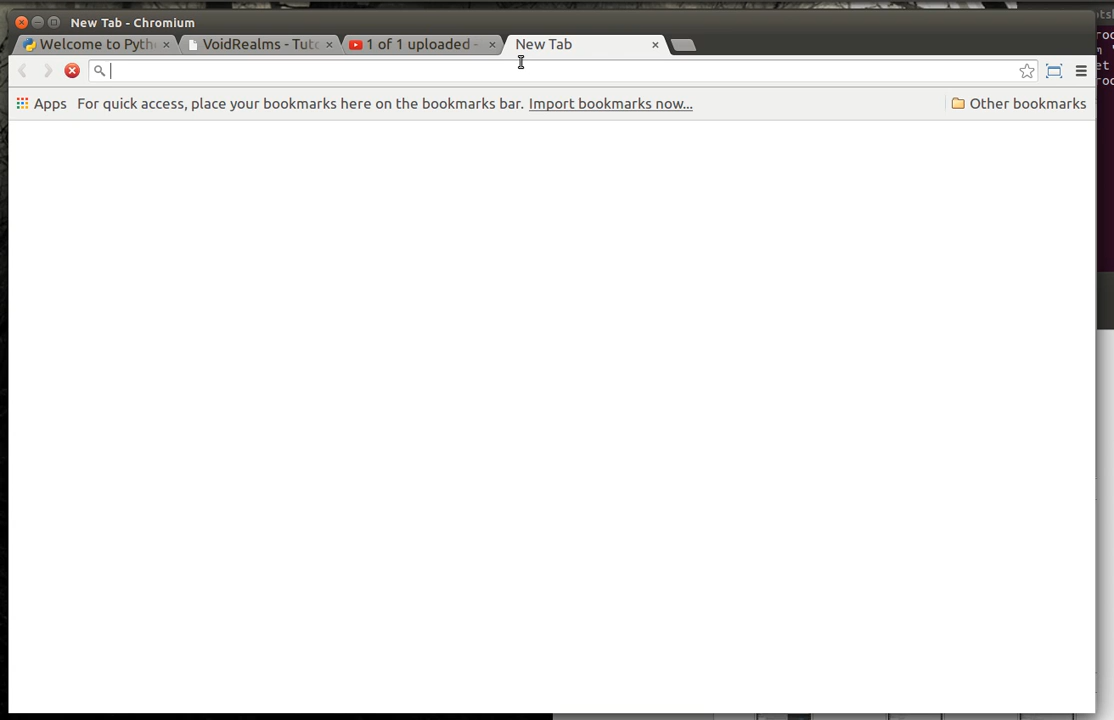 New Tab - Chromium
Welcome to Pyth
VoidRealms - Tuto
1 of 1 uploaded -
New Tab
Apps
For quick access, place your bookmarks here on the bookmarks bar. Import bookmarks now...
Other bookmarks